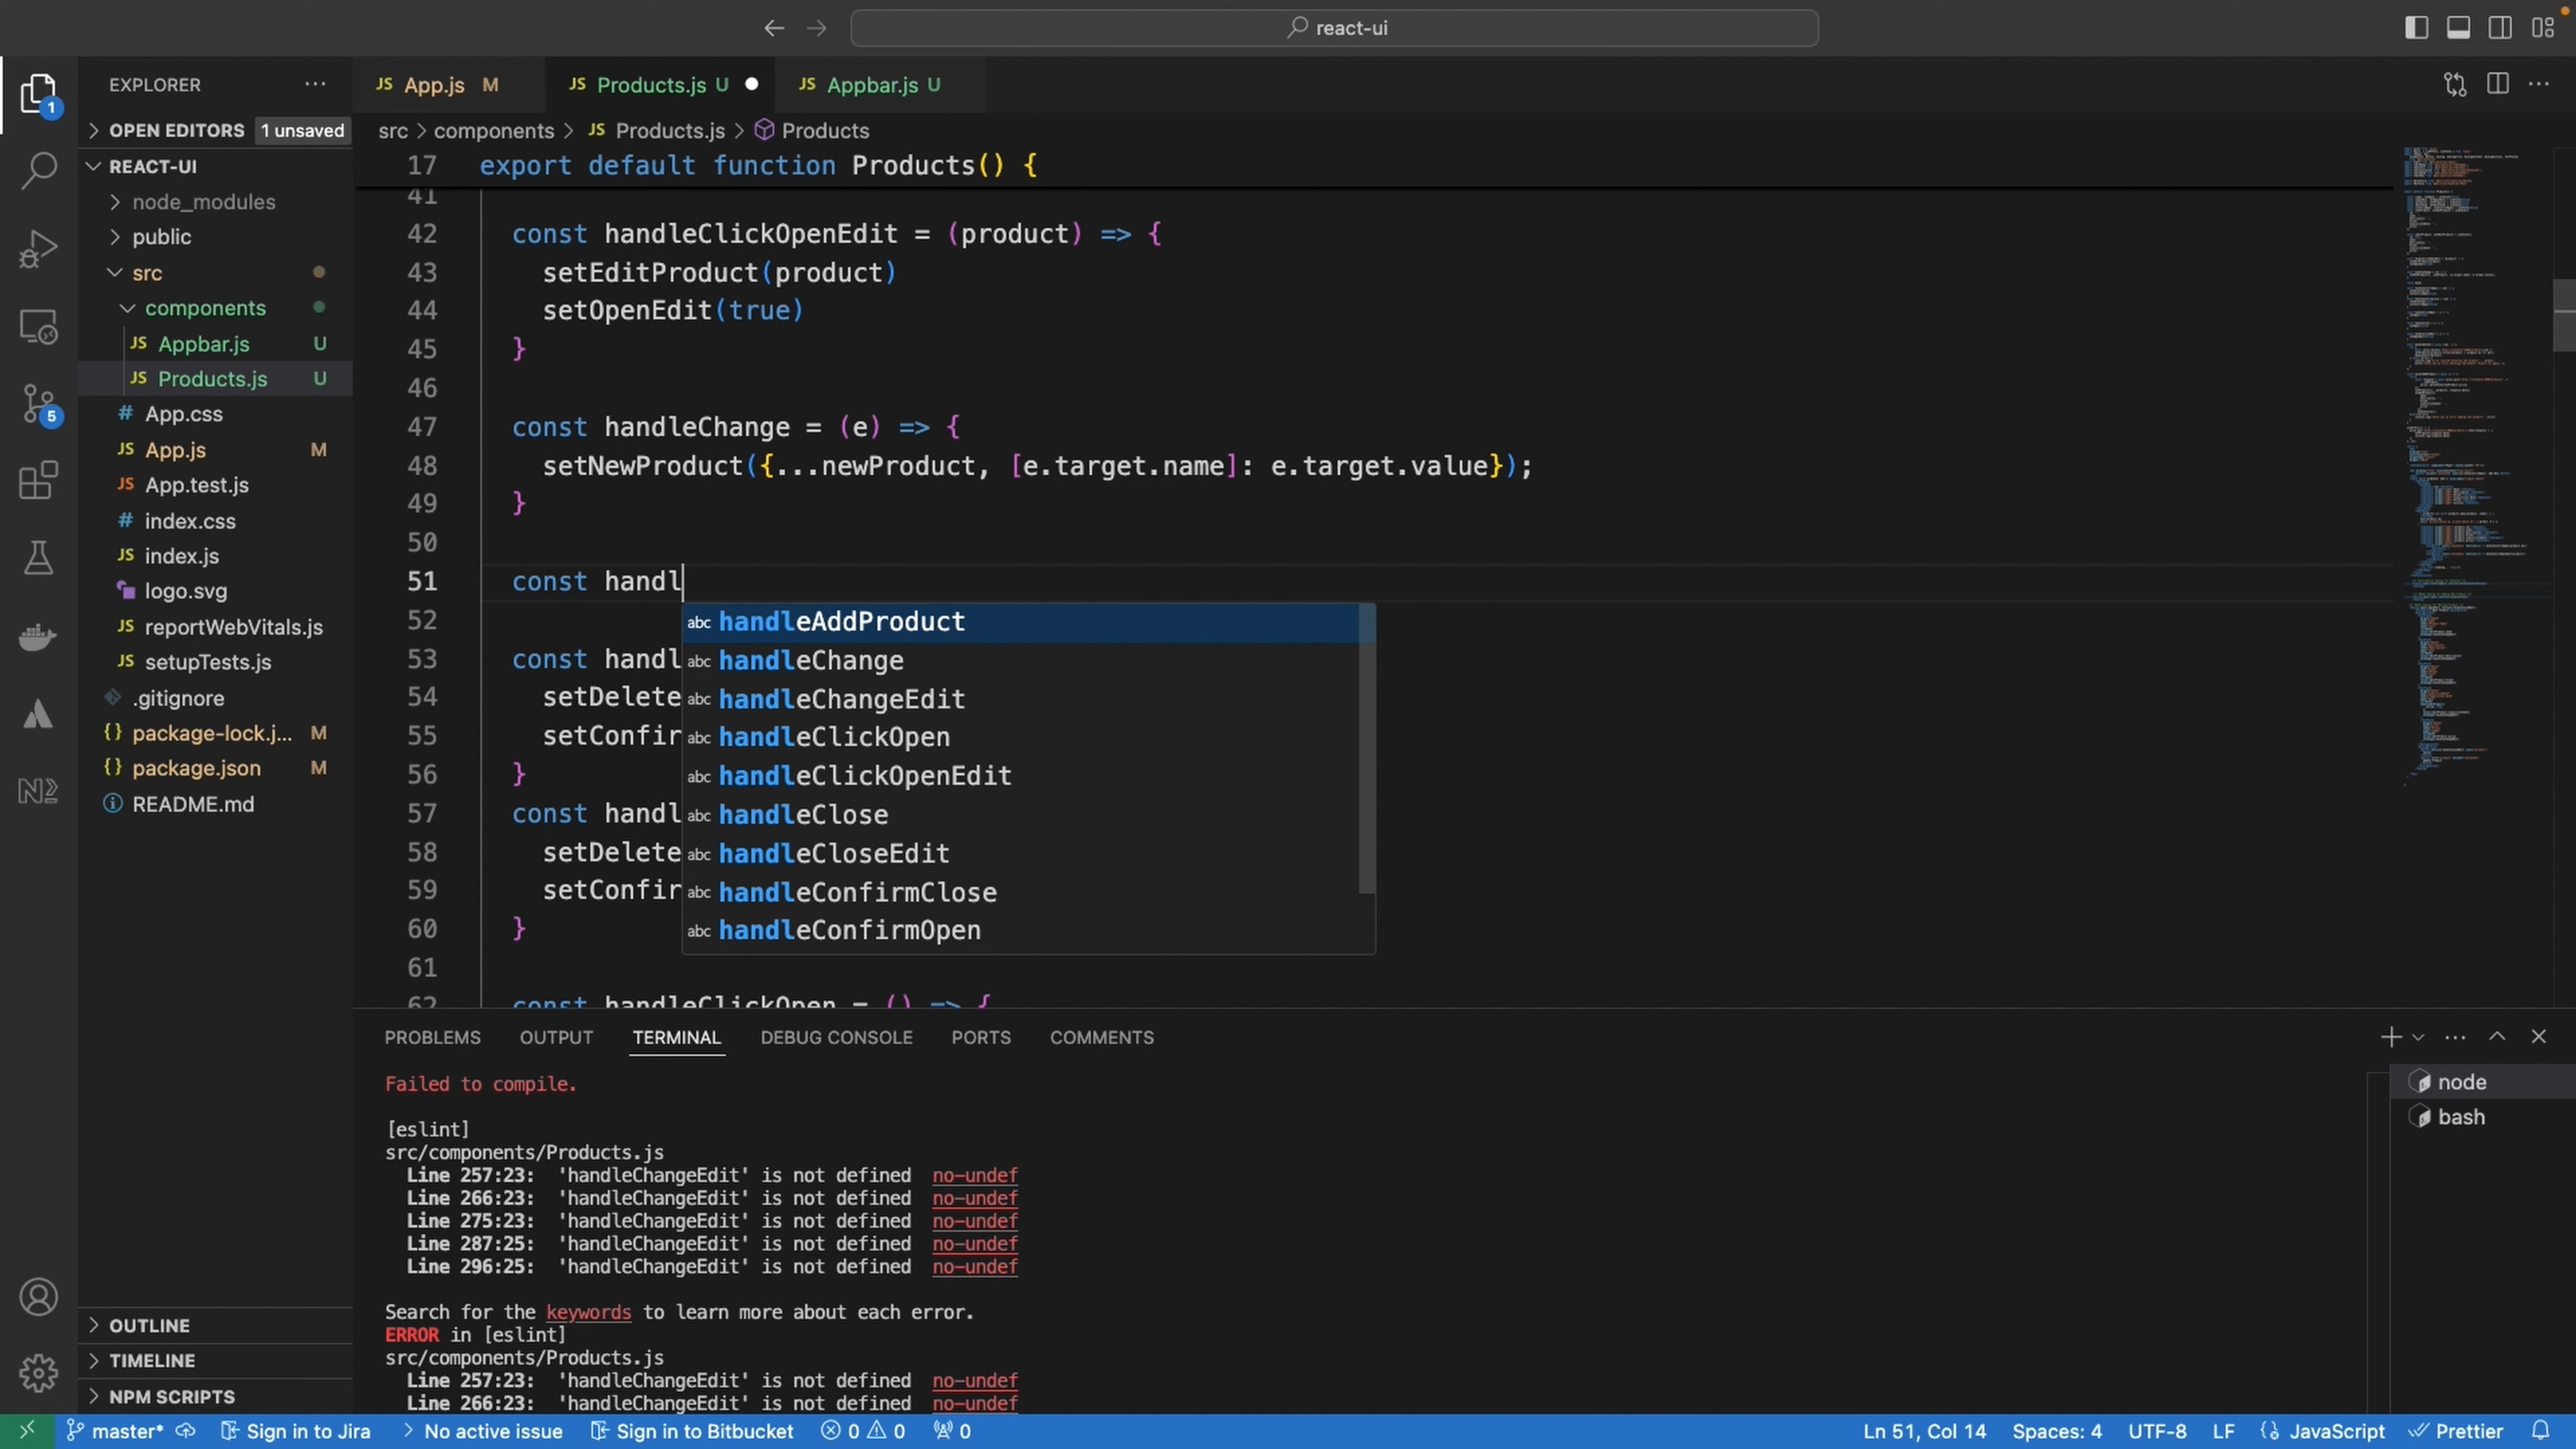 react-ui
EXPLORER
JS App.js M
JS Products.js U
JS Appbar.js U
1
OPEN EDITORS 1 unsaved
src > components > JS Products.js > Products
REACT-UI
node_modules
public
src
components
JS Appbar.js U
JS Products.js U
# App.css
5
JS App.js M
JS App.test.js
# index.css
JS index.js
logo.svg
JS reportWebVitals.js
JS setupTests.js
.gitignore
{} package-lock.j... M
{} package.json M
README.md
OUTLINE
TIMELINE
NPM SCRIPTS
17 export default function Products() {
41
42 const handleClickOpenEdit = (product) => {
43 setEditProduct(product)
44 setOpenEdit(true)
45 }
46
47 const handleChange = (e) => {
48 setNewProduct({...newProduct, [e.target.name]: e.target.value});
49 }
50
51 const handl
52
53 const handl
54 setDelete
55 setConfir
56 }
57 const handl
58 setDelete
59 setConfir
60 }
61
62 const handleClickOpen = () => {
abc handleAddProduct
abc handleChange
abc handleChangeEdit
abc handleClickOpen
abc handleClickOpenEdit
abc handleClose
abc handleCloseEdit
abc handleConfirmClose
abc handleConfirmOpen
PROBLEMS OUTPUT TERMINAL DEBUG CONSOLE PORTS COMMENTS
Failed to compile.
[eslint]
src/components/Products.js
Line 257:23: 'handleChangeEdit' is not defined no-undef
Line 266:23: 'handleChangeEdit' is not defined no-undef
Line 275:23: 'handleChangeEdit' is not defined no-undef
Line 287:25: 'handleChangeEdit' is not defined no-undef
Line 296:25: 'handleChangeEdit' is not defined no-undef
Search for the keywords to learn more about each error.
ERROR in [eslint]
src/components/Products.js
Line 257:23: 'handleChangeEdit' is not defined no-undef
Line 266:23: 'handleChangeEdit' is not defined no-undef
node
bash
master* Sign in to Jira > No active issue Sign in to Bitbucket 0 0 0 Ln 51, Col 14 Spaces: 4 UTF-8 LF JavaScript Prettier